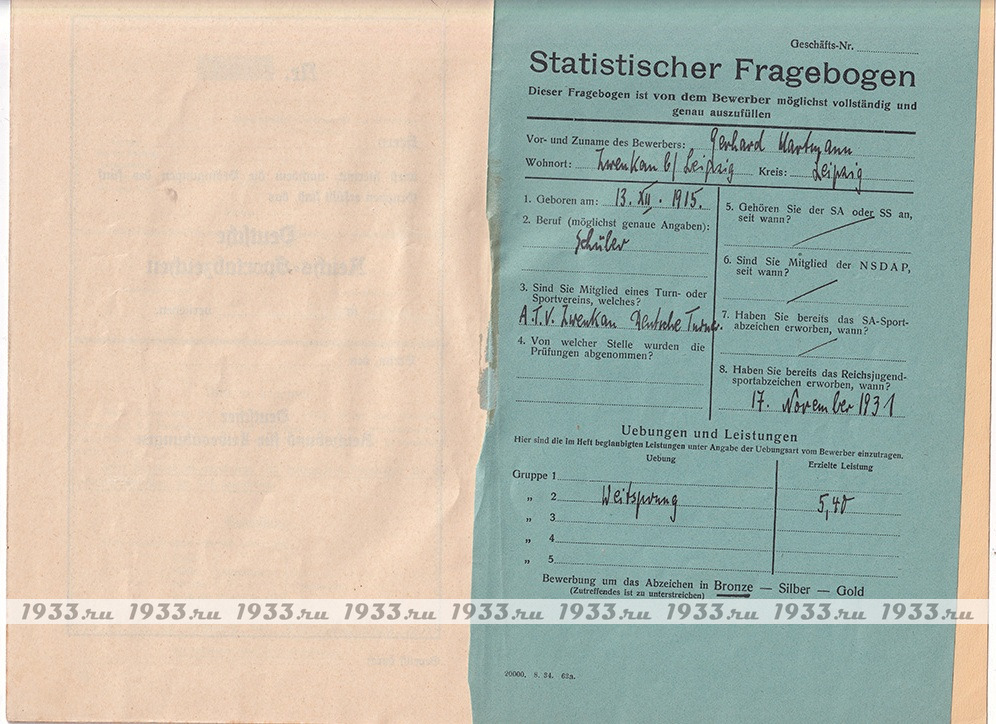 Geschäfts-Nr.
Statistischer Fragebogen
Dieser Fragebogen ist von dem Bewerber möglichst vollständig und
genau auszufüllen
Vor- und Zuname des Bewerbers: Gerhard Hartmann
Wohnort: Zwenkau b/ Leipzig Kreis: Leipzig
1. Geboren am: 13. XII. 1915.
2. Beruf (möglichst genaue Angaben):
Schüler
3. Sind Sie Mitglied eines Turn- oder
Sportvereins, welches?
A.T.V. Zwenkau Deutsche Turner.
4. Von welcher Stelle wurden die
Prüfungen abgenommen?
5. Gehören Sie der SA oder SS an,
seit wann?
6. Sind Sie Mitglied der NSDAP,
seit wann?
7. Haben Sie bereits das SA-Sport-
abzeichen erworben, wann?
8. Haben Sie bereits das Reichsjugend-
sportabzeichen erworben, wann?
17. November 1931
Uebungen und Leistungen
Hier sind die im Heft beglaubigten Leistungen unter Angabe der Uebungsart vom Bewerber einzutragen.
Uebung Erzielte Leistung
Gruppe 1
„ 2 Weitsprung 5,40
„ 3
„ 4
„ 5
Bewerbung um das Abzeichen in Bronze — Silber — Gold
(Zutreffendes ist zu unterstreichen)
1933.ru 1933.ru 1933.ru 1933.ru 1933.ru 1933.ru 1933.ru 1933.ru 1933.ru
20000. 8. 34. 63a.